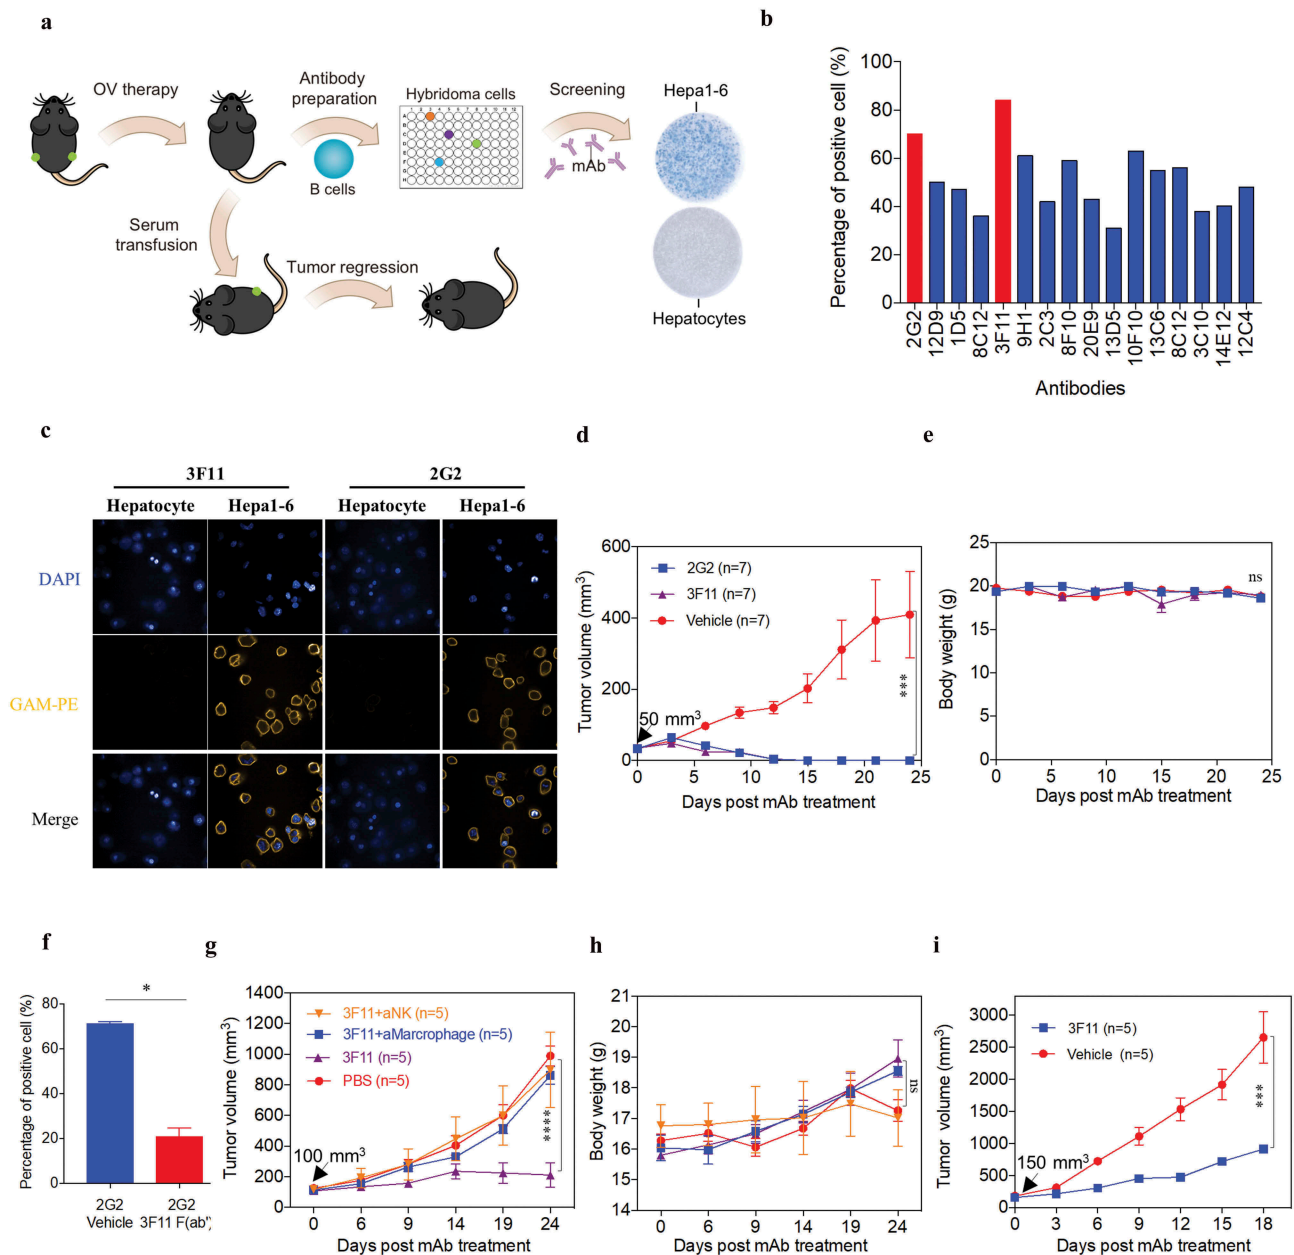 a
OV therapy
Antibody
preparation
B cells
Hybridoma cells
Screening
mAb
Hepa1-6
Hepatocytes
Serum
transfusion
Tumor regression
b
Percentage of positive cell (%)
100
80
60
40
20
0
2G2
12D9
1D5
8C12
3F11
9H1
2C3
8F10
20E9
13D5
10F10
13C6
8C12
3C10
14E12
12C4
Antibodies
c
3F11
2G2
Hepatocyte
Hepa1-6
Hepatocyte
Hepa1-6
DAPI
GAM-PE
Merge
d
Tumor volume (mm³)
600
400
200
0
2G2 (n=7)
3F11 (n=7)
Vehicle (n=7)
50 mm³
***
0 5 10 15 20 25
Days post mAb treatment
e
Body weight (g)
25
20
15
10
5
0
ns
0 5 10 15 20 25
Days post mAb treatment
f
Percentage of positive cell (%)
80
60
40
20
0
*
2G2
Vehicle
2G2
3F11 F(ab')
g
Tumor volume (mm³)
1400
1200
1000
800
600
400
200
0
3F11+aNK (n=5)
3F11+aMarcrophage (n=5)
3F11 (n=5)
PBS (n=5)
100 mm³
****
0 6 9 14 19 24
Days post mAb treatment
h
Body weight (g)
21
20
19
18
17
16
15
14
ns
0 6 9 14 19 24
Days post mAb treatment
i
Tumor volume (mm³)
3000
2500
2000
1500
1000
500
0
3F11 (n=5)
Vehicle (n=5)
150 mm³
***
0 3 6 9 12 15 18
Days post mAb treatment